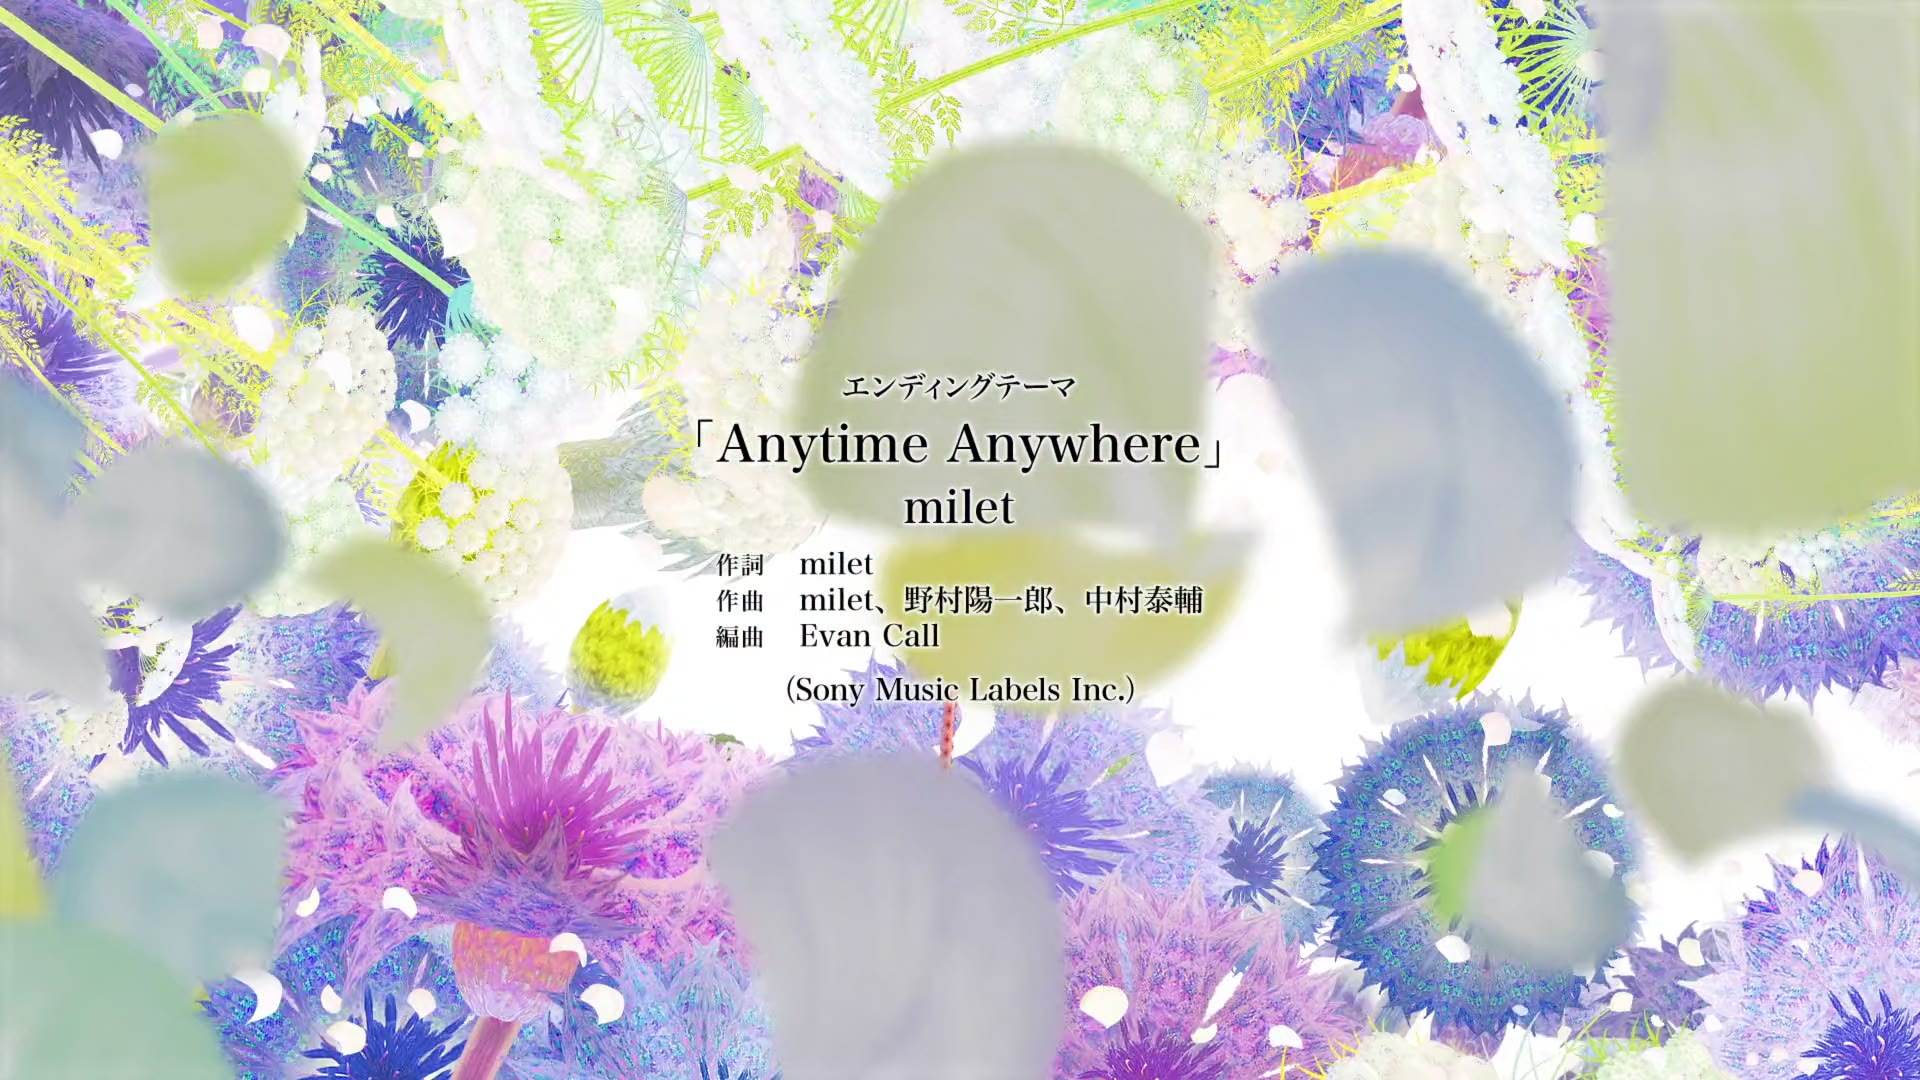 エンディングテーマ
「Anytime Anywhere」
milet
作詞 milet
作曲 milet、野村陽一郎、中村泰輔
編曲 Evan Call
(Sony Music Labels Inc.)